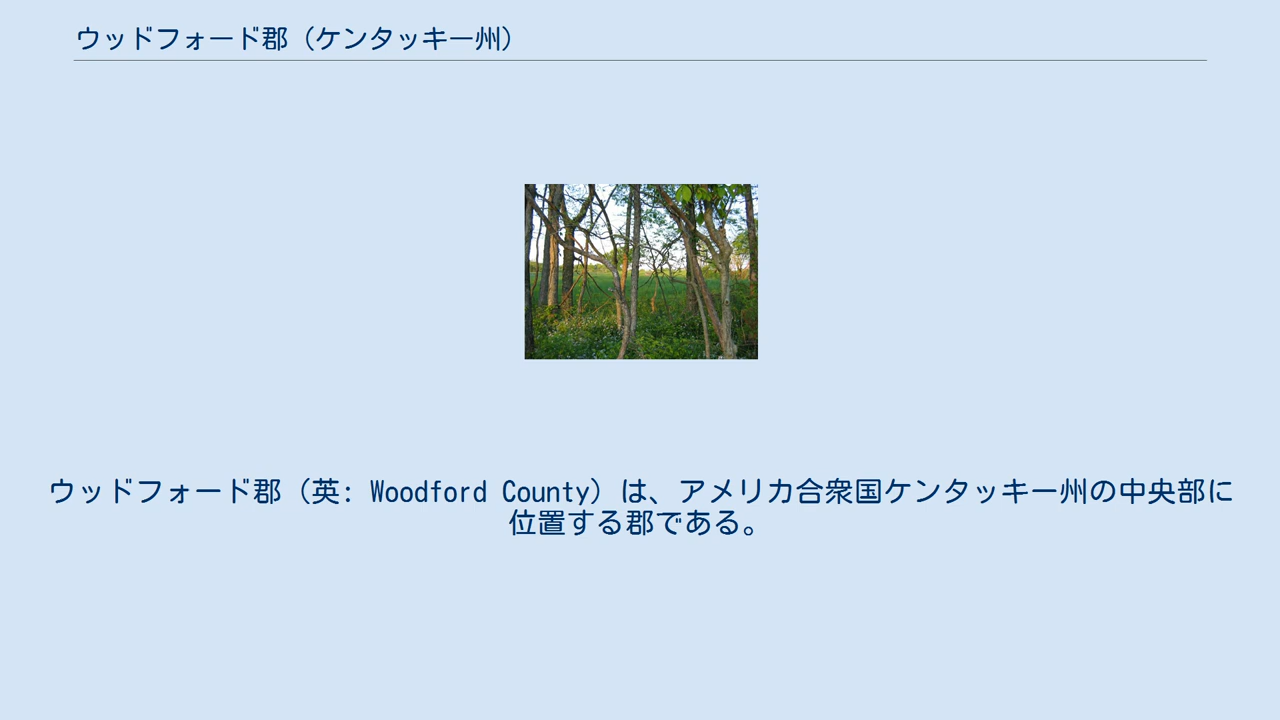 ウッドフォード郡（ケンタッキー州）
ウッドフォード郡（英: Woodford County）は、アメリカ合衆国ケンタッキー州の中央部に
位置する郡である。